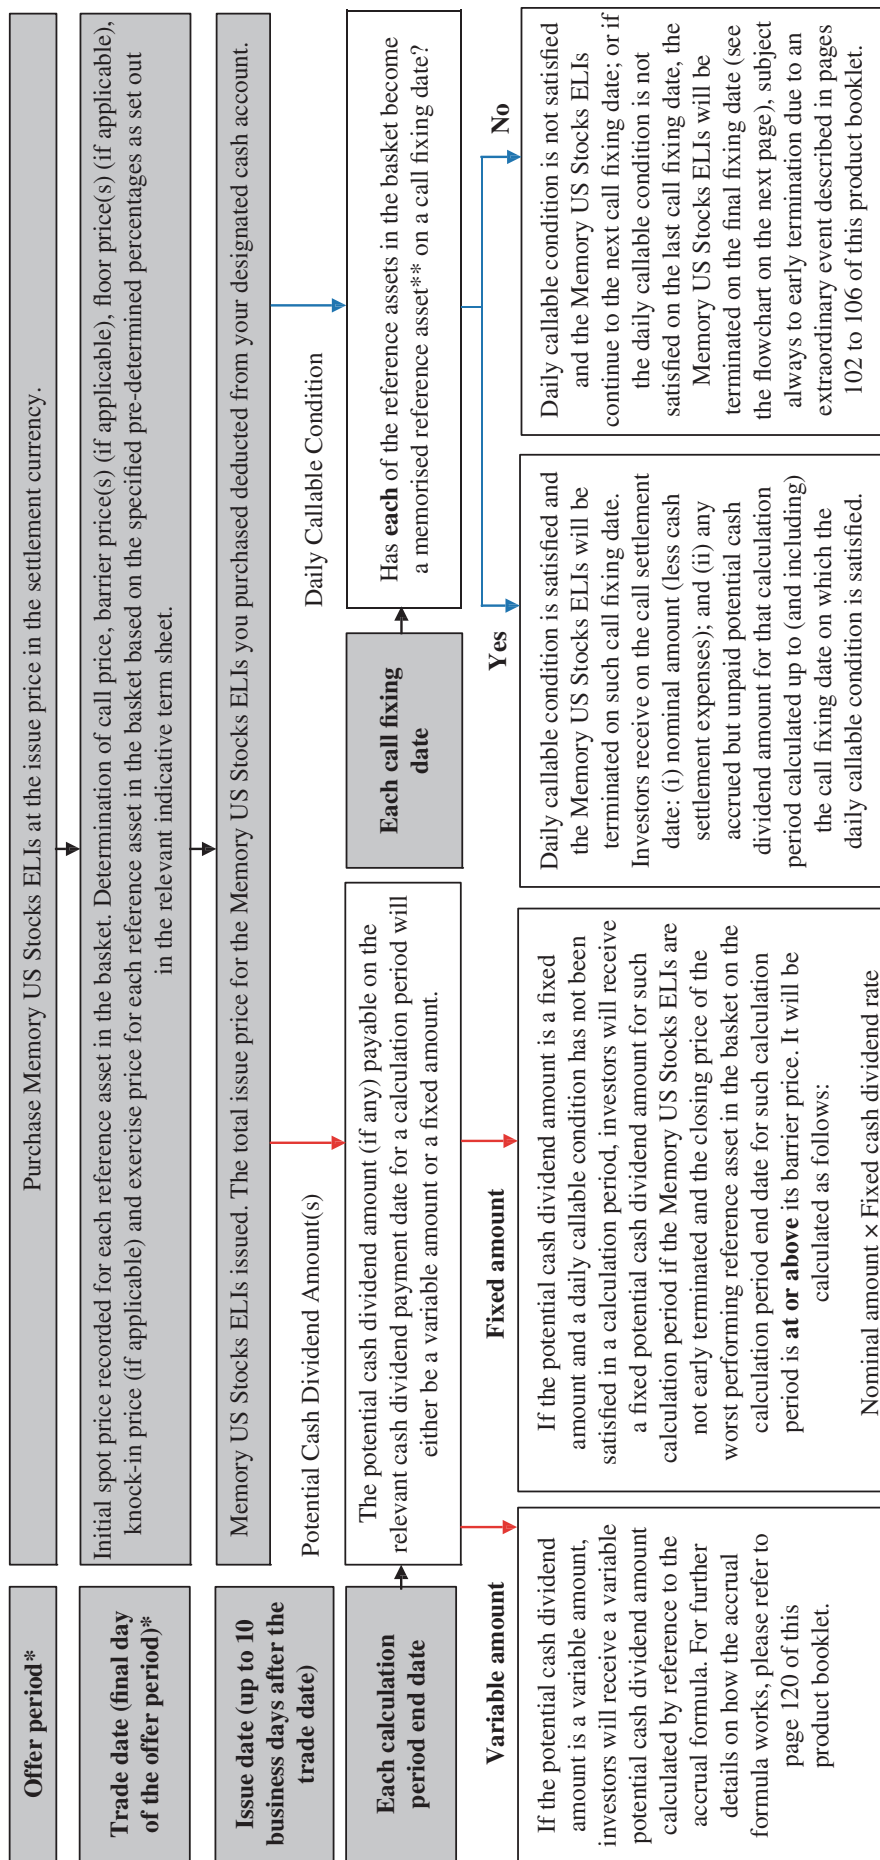 Offer period*
Purchase Memory US Stocks ELIs at the issue price in the settlement currency.
Trade date (final day
of the offer period)*
Initial spot price recorded for each reference asset in the basket. Determination of call price, barrier price(s) (if applicable), floor price(s) (if applicable),
knock-in price (if applicable) and exercise price for each reference asset in the basket based on the specified pre-determined percentages as set out
in the relevant indicative term sheet.
Issue date (up to 10
business days after the
trade date)
Memory US Stocks ELIs issued. The total issue price for the Memory US Stocks ELIs you purchased deducted from your designated cash account.
Potential Cash Dividend Amount(s)
Daily Callable Condition
Each calculation
period end date
The potential cash dividend amount (if any) payable on the
relevant cash dividend payment date for a calculation period will
either be a variable amount or a fixed amount.
Each call fixing
date
Has each of the reference assets in the basket become
a memorised reference asset** on a call fixing date?
Variable amount
Fixed amount
Yes
No
If the potential cash dividend
amount is a variable amount,
investors will receive a variable
potential cash dividend amount
calculated by reference to the
accrual formula. For further
details on how the accrual
formula works, please refer to
page 120 of this
product booklet.
If the potential cash dividend amount is a fixed
amount and a daily callable condition has not been
satisfied in a calculation period, investors will receive
a fixed potential cash dividend amount for such
calculation period if the Memory US Stocks ELIs are
not early terminated and the closing price of the
worst performing reference asset in the basket on the
calculation period end date for such calculation
period is at or above its barrier price. It will be
calculated as follows:
Nominal amount × Fixed cash dividend rate
Daily callable condition is satisfied and
the Memory US Stocks ELIs will be
terminated on such call fixing date.
Investors receive on the call settlement
date: (i) nominal amount (less cash
settlement expenses); and (ii) any
accrued but unpaid potential cash
dividend amount for that calculation
period calculated up to (and including)
the call fixing date on which the
daily callable condition is satisfied.
Daily callable condition is not satisfied
and the Memory US Stocks ELIs
continue to the next call fixing date; or if
the daily callable condition is not
satisfied on the last call fixing date, the
Memory US Stocks ELIs will be
terminated on the final fixing date (see
the flowchart on the next page), subject
always to early termination due to an
extraordinary event described in pages
102 to 106 of this product booklet.